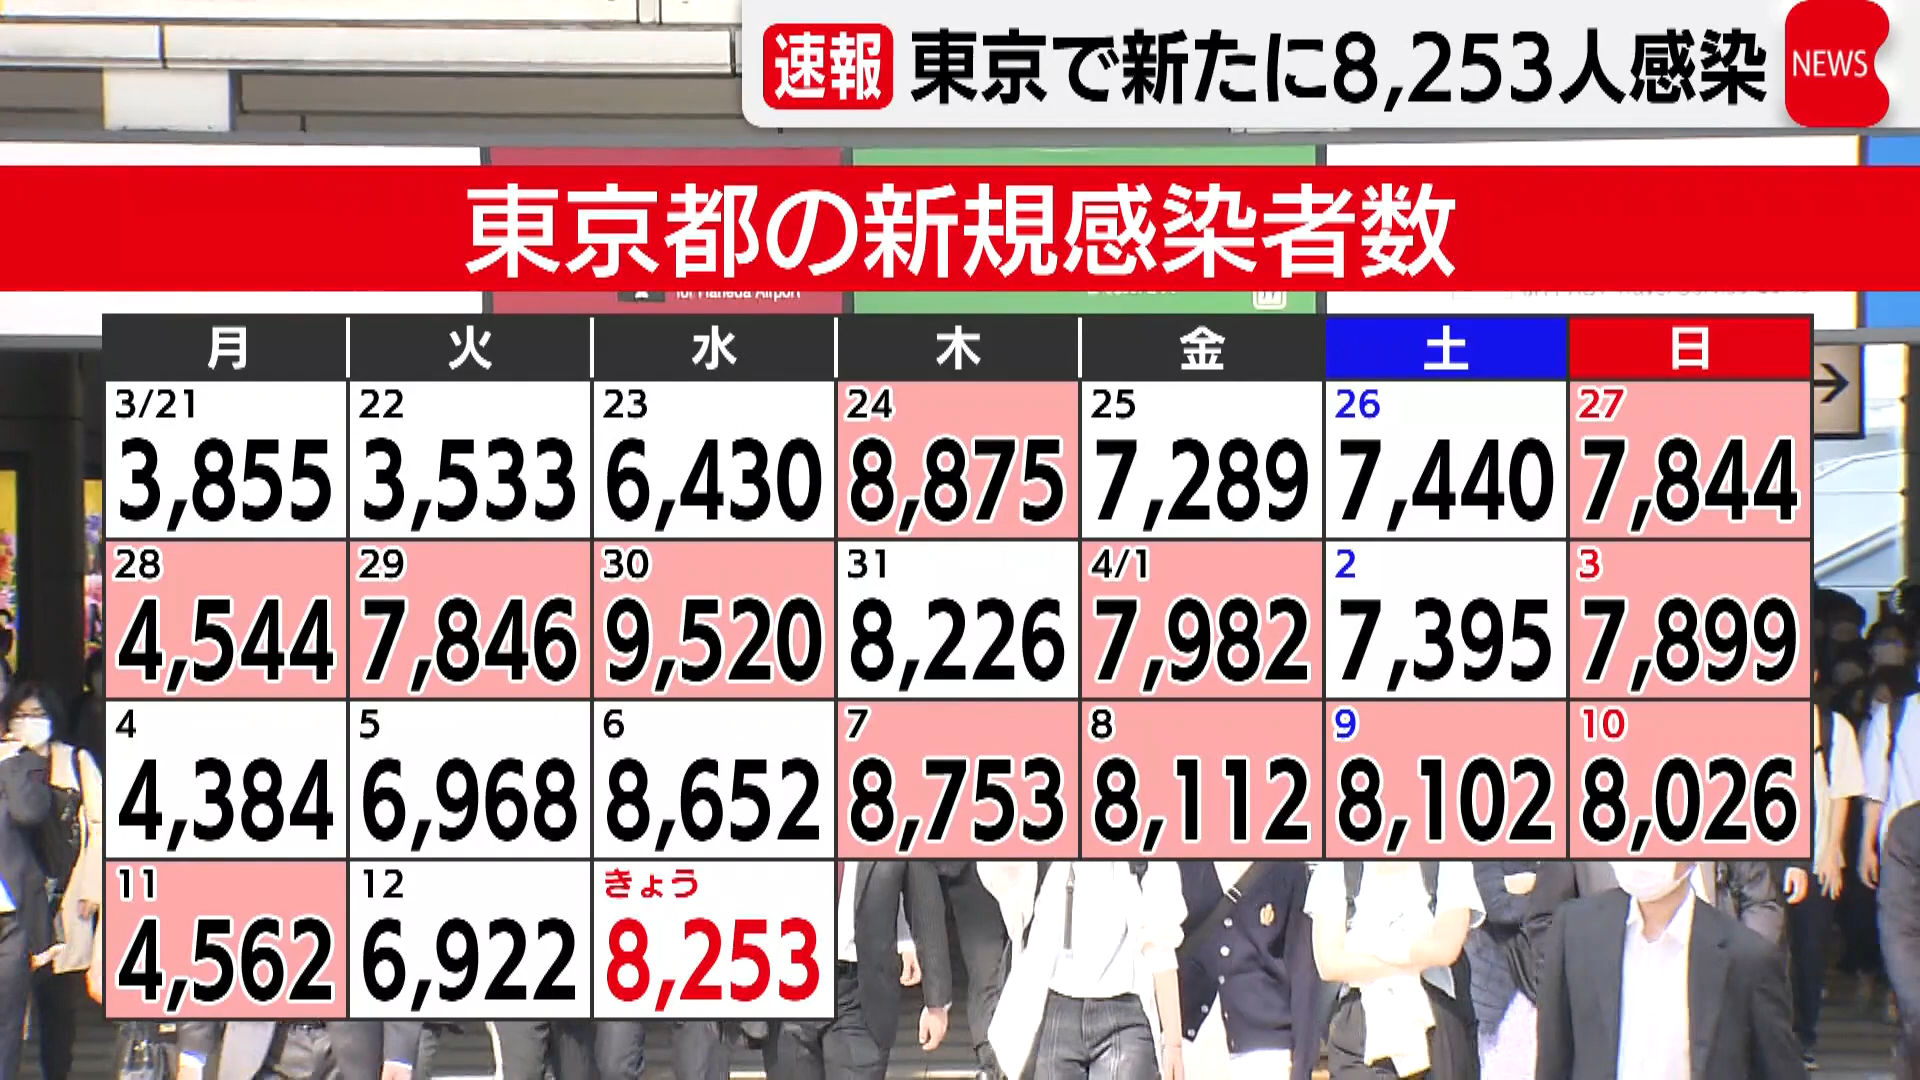 速報 東京で新たに8,253人感染 NEWS
東京都の新規感染者数
for Haneda Airport
月 火 水 木 金 土 日
3/21 22 23 24 25 26 27
3,855 3,533 6,430 8,875 7,289 7,440 7,844
28 29 30 31 4/1 2 3
4,544 7,846 9,520 8,226 7,982 7,395 7,899
4 5 6 7 8 9 10
4,384 6,968 8,652 8,753 8,112 8,102 8,026
11 12 きょう
4,562 6,922 8,253